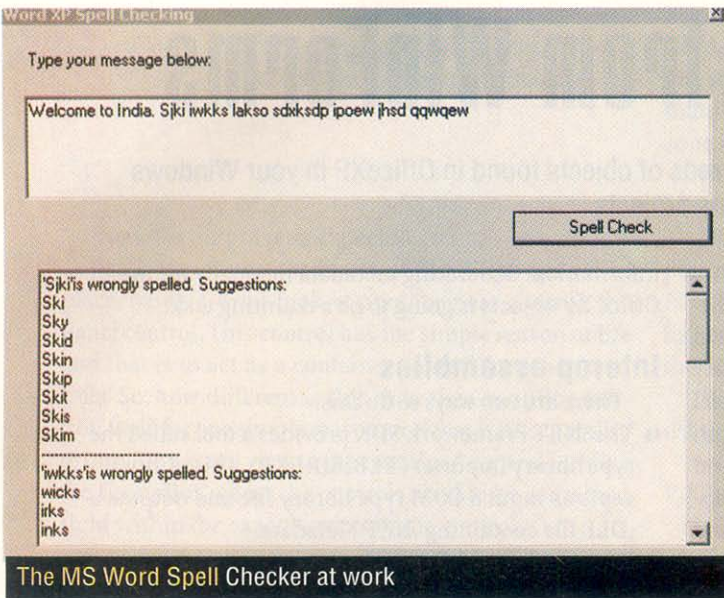 Word XP Spell Checking
Type your message below:
Welcome to India. Sjki iwkks lakso sdxksdp ipoew jhsd qqwqew
Spell Check
'Sjki'is wrongly spelled. Suggestions:
Ski
Sky
Skid
Skin
Skip
Skit
Skis
Skim
------------------------------
'iwkks'is wrongly spelled. Suggestions:
wicks
irks
inks
The MS Word Spell Checker at work